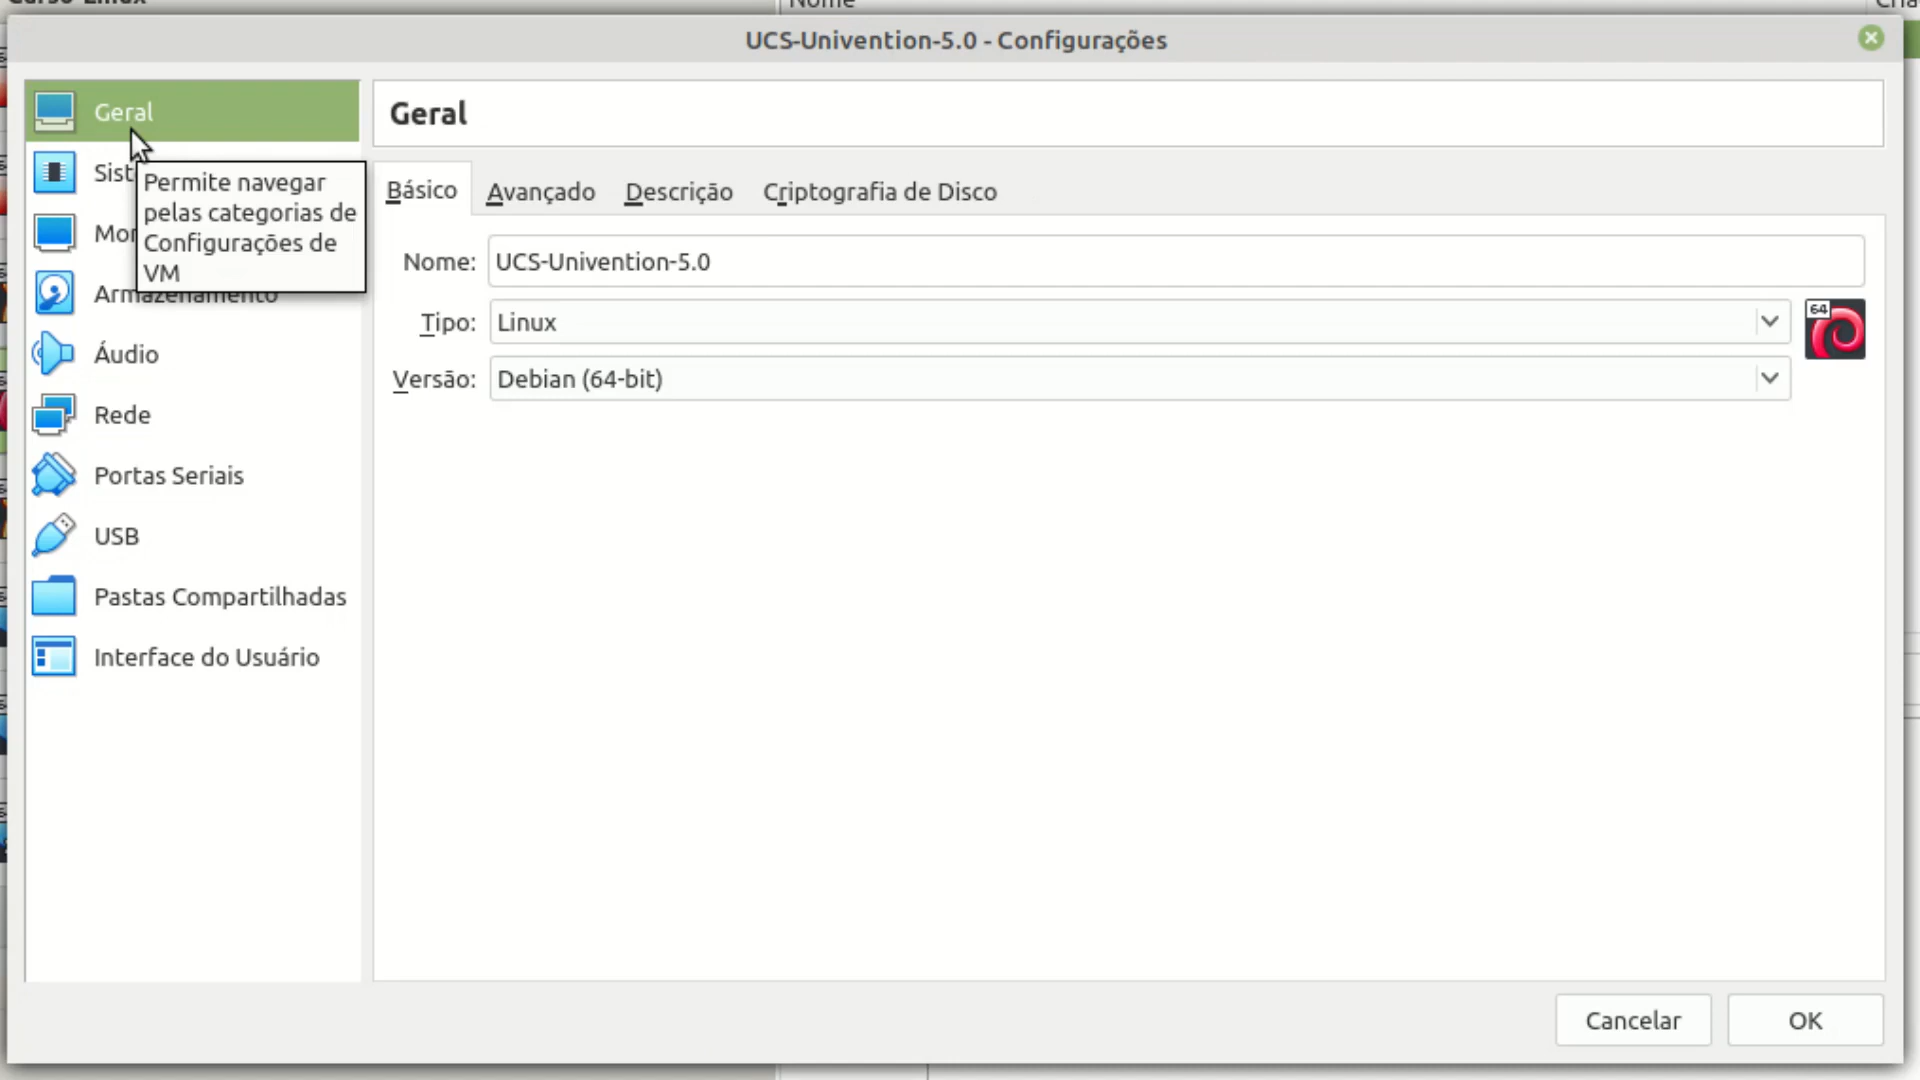 UCS-Univention-5.0 - Configurações
Geral
Permite navegar
pelas categorias de
Configurações de
VM
Armazenamento
Áudio
Rede
Portas Seriais
USB
Pastas Compartilhadas
Interface do Usuário
Geral
Básico Avançado Descrição Criptografia de Disco
Nome: UCS-Univention-5.0
Tipo: Linux
64
Versão: Debian (64-bit)
Cancelar OK